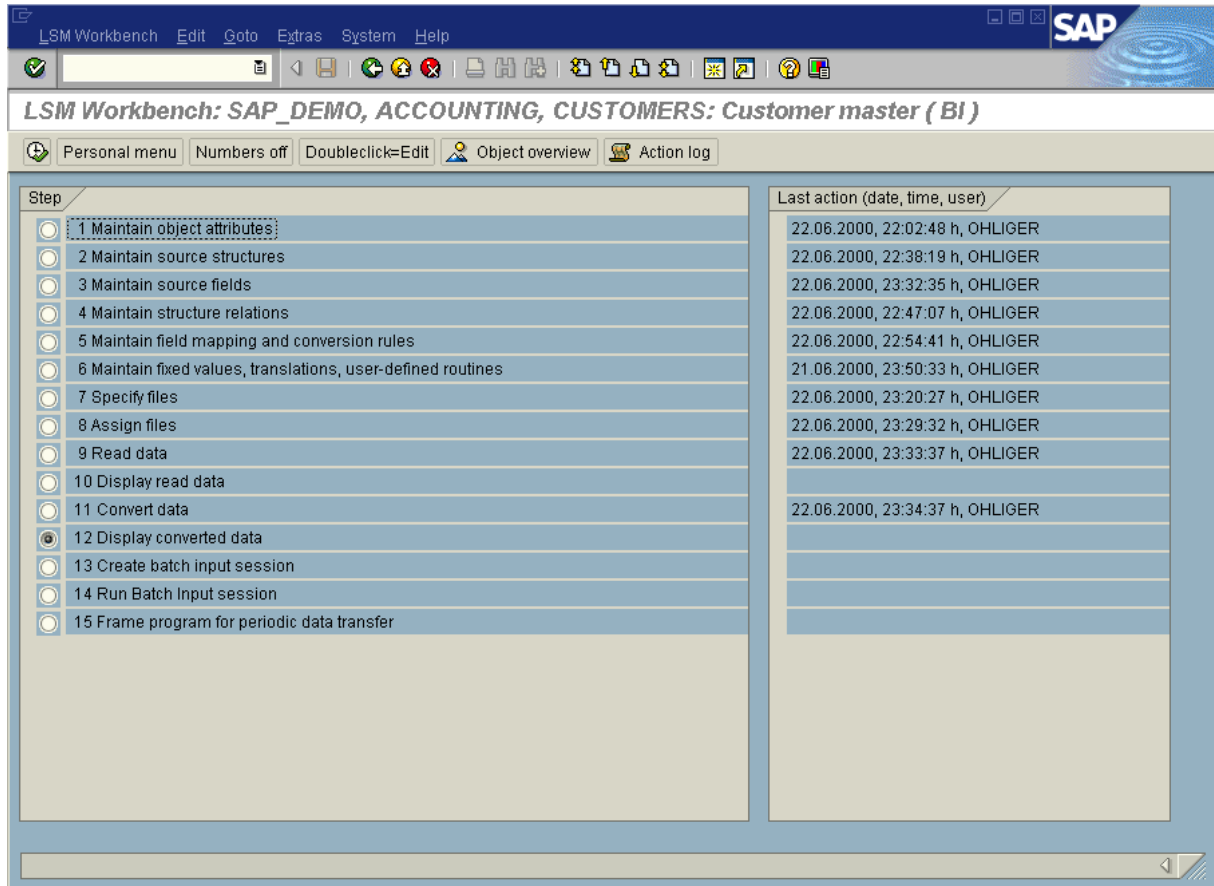 LSM Workbench Edit Goto Extras System Help
SAP
LSM Workbench: SAP_DEMO, ACCOUNTING, CUSTOMERS: Customer master ( BI )
Personal menu Numbers off Doubleclick=Edit Object overview Action log
Step Last action (date, time, user)
1 Maintain object attributes 22.06.2000, 22:02:48 h, OHLIGER
2 Maintain source structures 22.06.2000, 22:38:19 h, OHLIGER
3 Maintain source fields 22.06.2000, 23:32:35 h, OHLIGER
4 Maintain structure relations 22.06.2000, 22:47:07 h, OHLIGER
5 Maintain field mapping and conversion rules 22.06.2000, 22:54:41 h, OHLIGER
6 Maintain fixed values, translations, user-defined routines 21.06.2000, 23:50:33 h, OHLIGER
7 Specify files 22.06.2000, 23:20:27 h, OHLIGER
8 Assign files 22.06.2000, 23:29:32 h, OHLIGER
9 Read data 22.06.2000, 23:33:37 h, OHLIGER
10 Display read data
11 Convert data 22.06.2000, 23:34:37 h, OHLIGER
12 Display converted data
13 Create batch input session
14 Run Batch Input session
15 Frame program for periodic data transfer